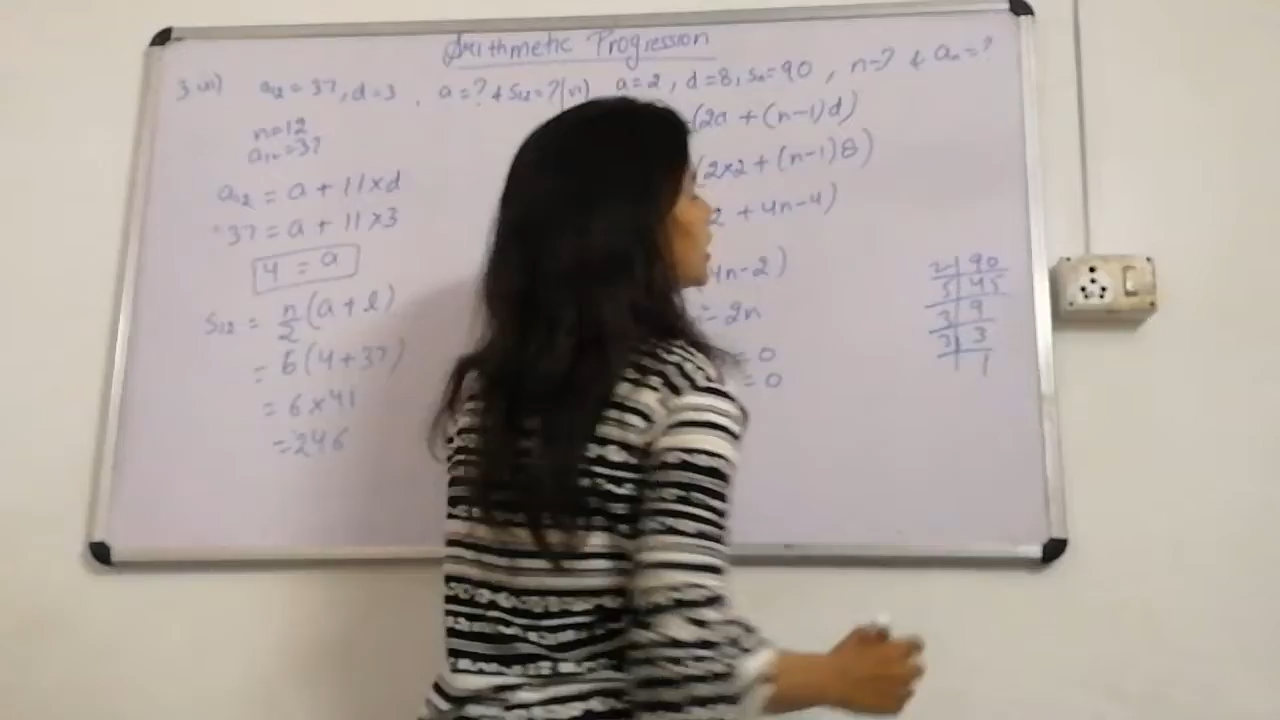 Arithmetic Progression
a₁₂ = 37, d = 3, a = ? & S₁₂ = ?
a = 2, d = 8, Sₙ = 90, n = ? & aₙ = ?
n = 12
a₁₂ = 37
a₁₂ = a + 11×d
37 = a + 11×3
4 = a
S₁₂ = n/2 (a + l)
= 6(4 + 37)
= 6×41
= 246
(2a + (n-1)d)
(2×2 + (n-1)8)
2 + 4n-4)
4n-2)
- 2n
= 0
= 0
2 | 90
5 | 45
3 | 9
3 | 3
| 1